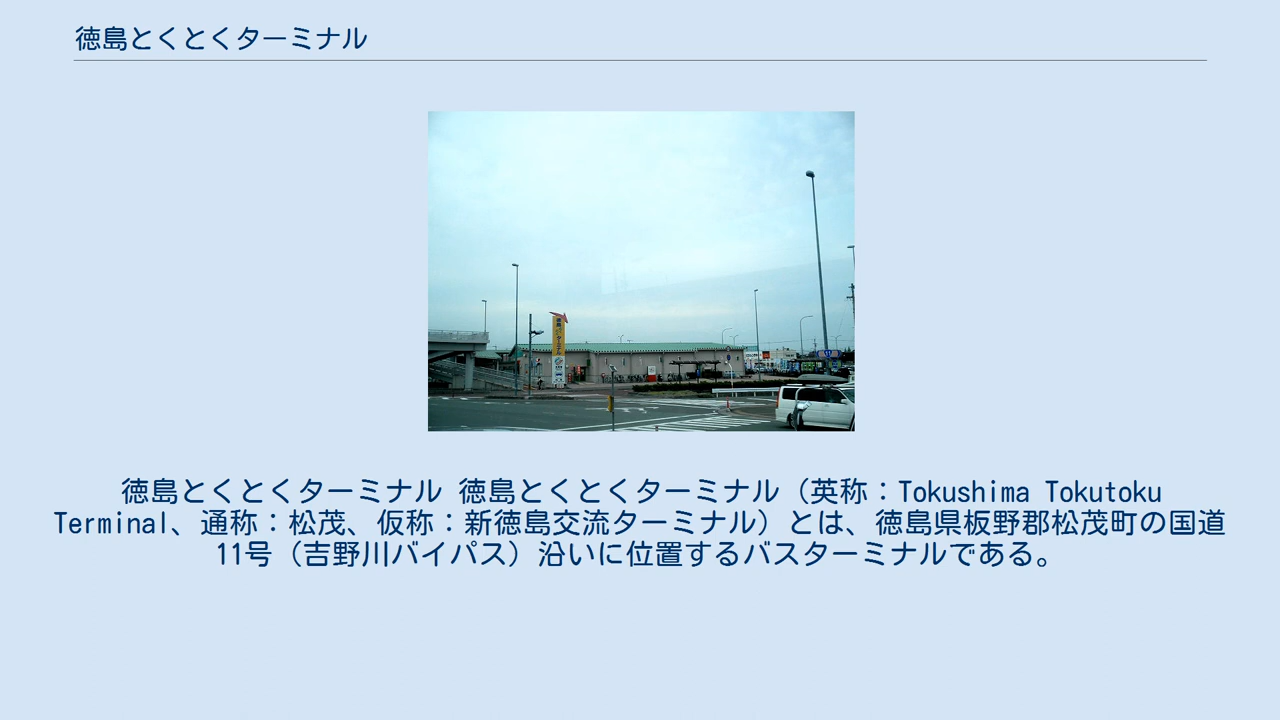 徳島とくとくターミナル
徳島とくとくターミナル 徳島とくとくターミナル（英称：Tokushima Tokutoku
Terminal、通称：松茂、仮称：新徳島交流ターミナル）とは、徳島県板野郡松茂町の国道
11号（吉野川バイパス）沿いに位置するバスターミナルである。